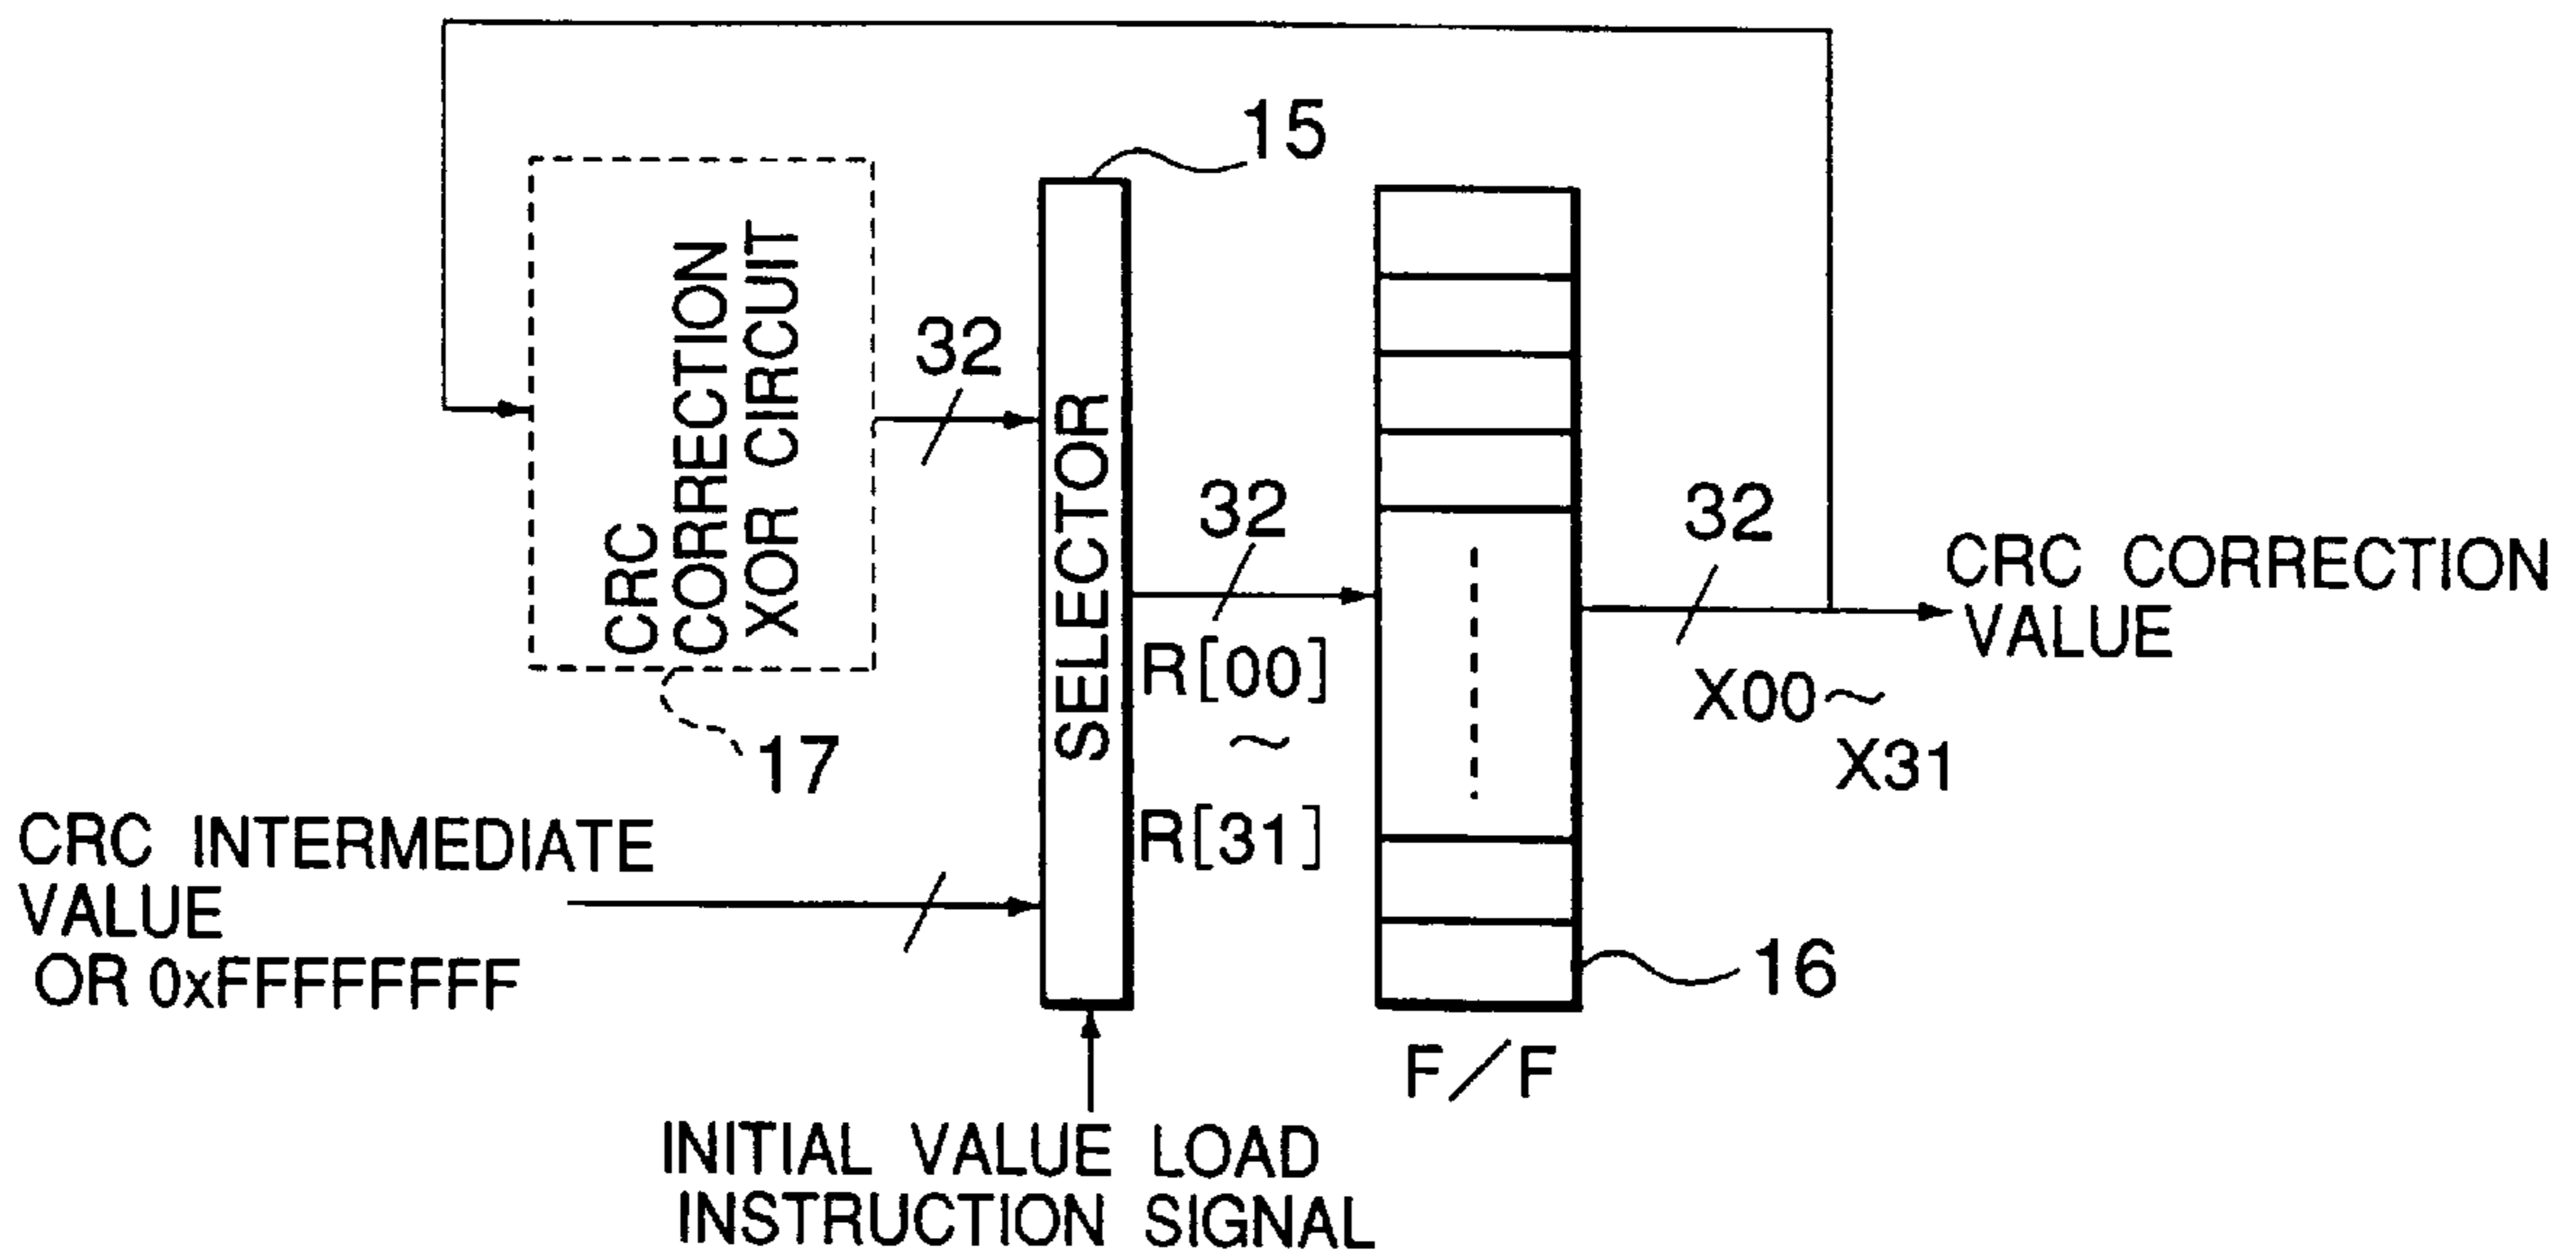 15
CRC
CORRECTION
XOR CIRCUIT
32
SELECTOR
32
32
CRC CORRECTION
VALUE
R[00]
~
R[31]
X00~
X31
17
CRC INTERMEDIATE
VALUE
OR 0xFFFFFFFF
16
F/F
INITIAL VALUE LOAD
INSTRUCTION SIGNAL